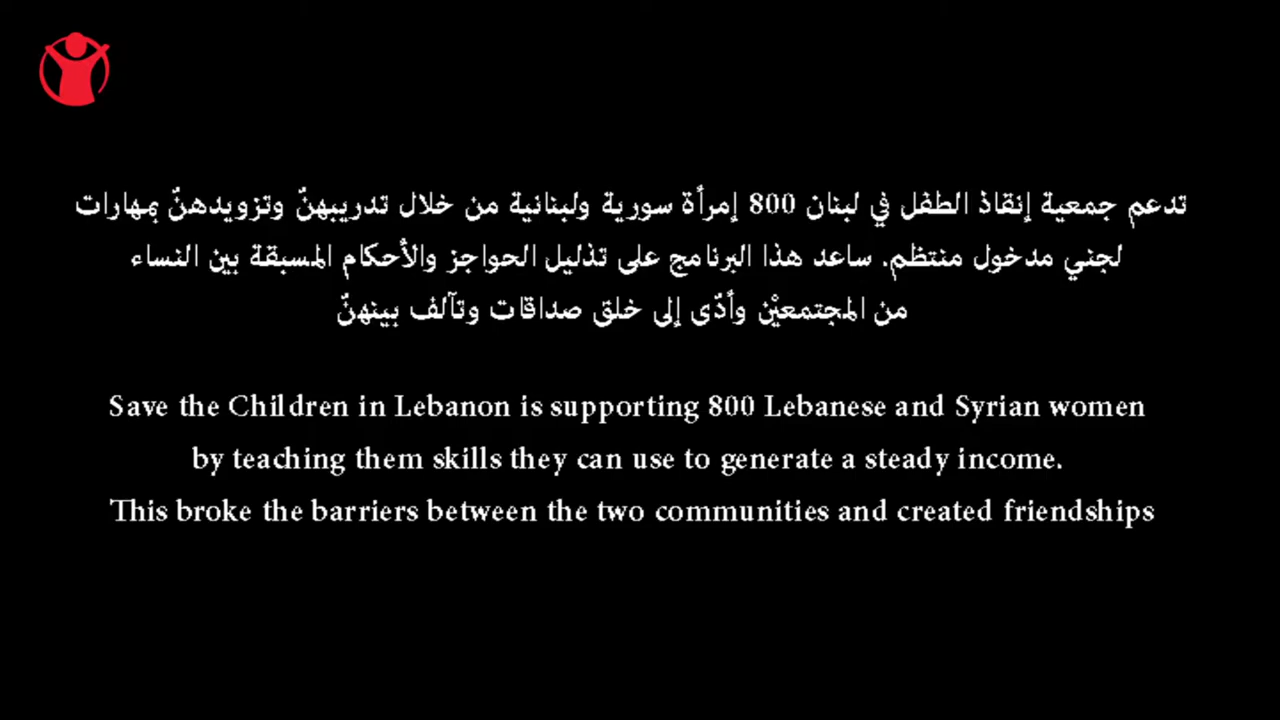 تدعم جمعية إنقاذ الطفل في لبنان 800 إمرأة سورية ولبنانية من خلال تدريبهنّ وتزويدهنّ بمهارات
لجني مدخول منتظم. ساعد هذا البرنامج على تذليل الحواجز والأحكام المسبقة بين النساء
من المجتمعيْن وأدّى إلى خلق صداقات وتآلف بينهنّ
Save the Children in Lebanon is supporting 800 Lebanese and Syrian women
by teaching them skills they can use to generate a steady income.
This broke the barriers between the two communities and created friendships